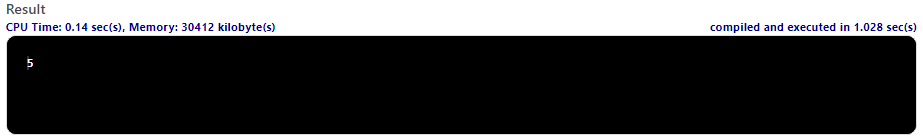 Result
CPU Time: 0.14 sec(s), Memory: 30412 kilobyte(s) compiled and executed in 1.028 sec(s)
5